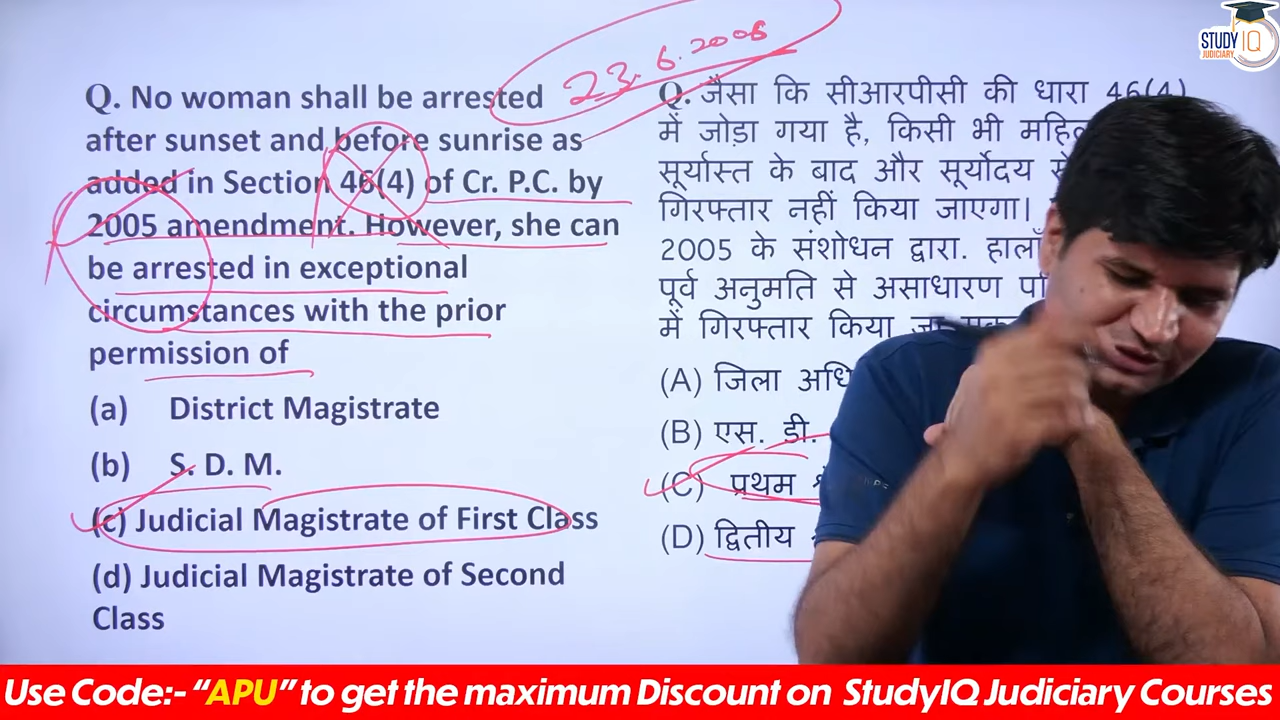 STUDY IQ
JUDICIARY
23.6.2006
Q. No woman shall be arrested
after sunset and before sunrise as
added in Section 46(4) of Cr. P.C. by
2005 amendment. However, she can
be arrested in exceptional
circumstances with the prior
permission of
(a) District Magistrate
(b) S. D. M.
(c) Judicial Magistrate of First Class
(d) Judicial Magistrate of Second
Class
Q. जैसा कि सीआरपीसी की धारा 46(4)
में जोड़ा गया है, किसी भी
सूर्यास्त के बाद और सूर्योदय
गिरफ्तार नहीं किया जाएगा।
2005 के संशोधन द्वारा.
पूर्व अनुमति से असाधारण
में गिरफ्तार किया
(A) जिला
(B) एस. डी.
(C) प्रथम
(D) द्वितीय
Use Code:- “APU” to get the maximum Discount on StudyIQ Judiciary Courses